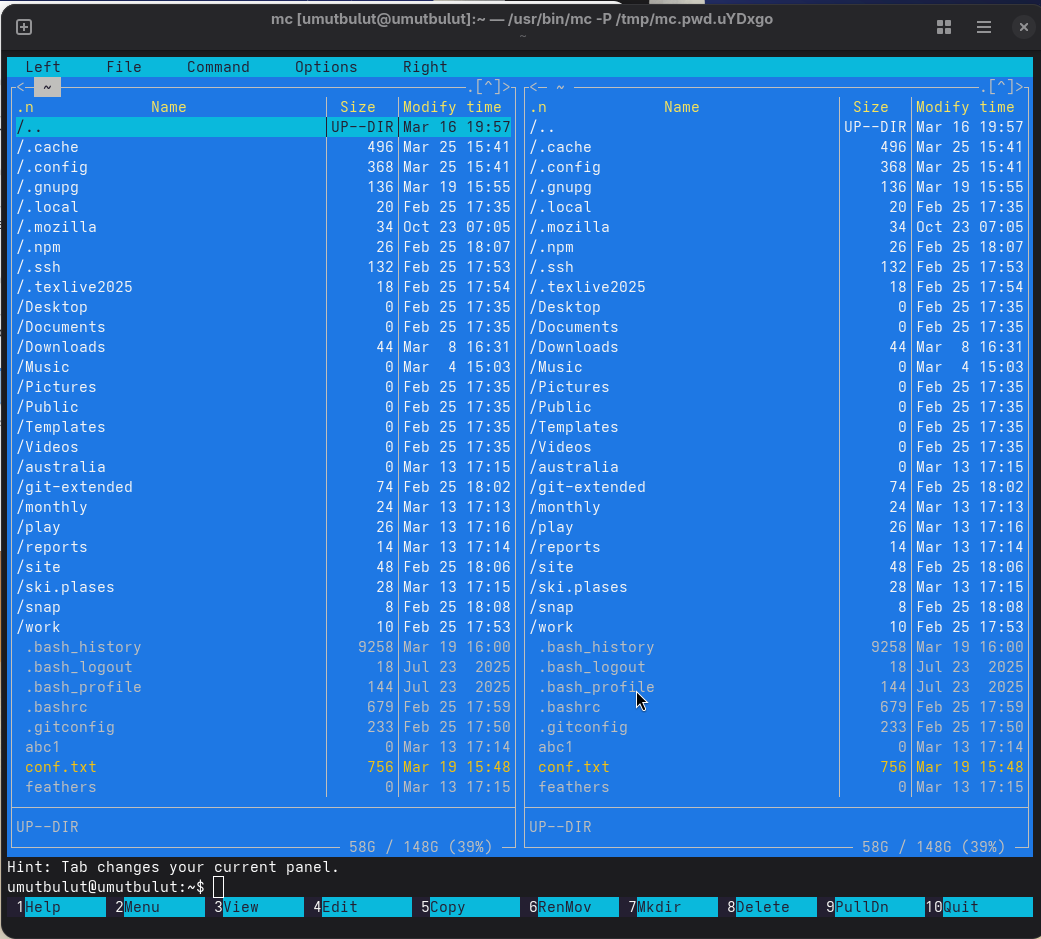 mc [umutbulut@umutbulut]:~ — /usr/bin/mc -P /tmp/mc.pwd.uYDxgo
~
Left File Command Options Right
<─ ~ ─.[^]> <─ ~ ─.[^]>
.n Name Size Modify time .n Name Size Modify time
/.. UP--DIR Mar 16 19:57 /.. UP--DIR Mar 16 19:57
/.cache 496 Mar 25 15:41 /.cache 496 Mar 25 15:41
/.config 368 Mar 25 15:41 /.config 368 Mar 25 15:41
/.gnupg 136 Mar 19 15:55 /.gnupg 136 Mar 19 15:55
/.local 20 Feb 25 17:35 /.local 20 Feb 25 17:35
/.mozilla 34 Oct 23 07:05 /.mozilla 34 Oct 23 07:05
/.npm 26 Feb 25 18:07 /.npm 26 Feb 25 18:07
/.ssh 132 Feb 25 17:53 /.ssh 132 Feb 25 17:53
/.texlive2025 18 Feb 25 17:54 /.texlive2025 18 Feb 25 17:54
/Desktop 0 Feb 25 17:35 /Desktop 0 Feb 25 17:35
/Documents 0 Feb 25 17:35 /Documents 0 Feb 25 17:35
/Downloads 44 Mar 8 16:31 /Downloads 44 Mar 8 16:31
/Music 0 Mar 4 15:03 /Music 0 Mar 4 15:03
/Pictures 0 Feb 25 17:35 /Pictures 0 Feb 25 17:35
/Public 0 Feb 25 17:35 /Public 0 Feb 25 17:35
/Templates 0 Feb 25 17:35 /Templates 0 Feb 25 17:35
/Videos 0 Feb 25 17:35 /Videos 0 Feb 25 17:35
/australia 0 Mar 13 17:15 /australia 0 Mar 13 17:15
/git-extended 74 Feb 25 18:02 /git-extended 74 Feb 25 18:02
/monthly 24 Mar 13 17:13 /monthly 24 Mar 13 17:13
/play 26 Mar 13 17:16 /play 26 Mar 13 17:16
/reports 14 Mar 13 17:14 /reports 14 Mar 13 17:14
/site 48 Feb 25 18:06 /site 48 Feb 25 18:06
/ski.plases 28 Mar 13 17:15 /ski.plases 28 Mar 13 17:15
/snap 8 Feb 25 18:08 /snap 8 Feb 25 18:08
/work 10 Feb 25 17:53 /work 10 Feb 25 17:53
.bash_history 9258 Mar 19 16:00 .bash_history 9258 Mar 19 16:00
.bash_logout 18 Jul 23 2025 .bash_logout 18 Jul 23 2025
.bash_profile 144 Jul 23 2025 .bash_profile 144 Jul 23 2025
.bashrc 679 Feb 25 17:59 .bashrc 679 Feb 25 17:59
.gitconfig 233 Feb 25 17:50 .gitconfig 233 Feb 25 17:50
abc1 0 Mar 13 17:14 abc1 0 Mar 13 17:14
conf.txt 756 Mar 19 15:48 conf.txt 756 Mar 19 15:48
feathers 0 Mar 13 17:15 feathers 0 Mar 13 17:15
UP--DIR UP--DIR
58G / 148G (39%) 58G / 148G (39%)
Hint: Tab changes your current panel.
umutbulut@umutbulut:~$
1Help 2Menu 3View 4Edit 5Copy 6RenMov 7Mkdir 8Delete 9PullDn 10Quit